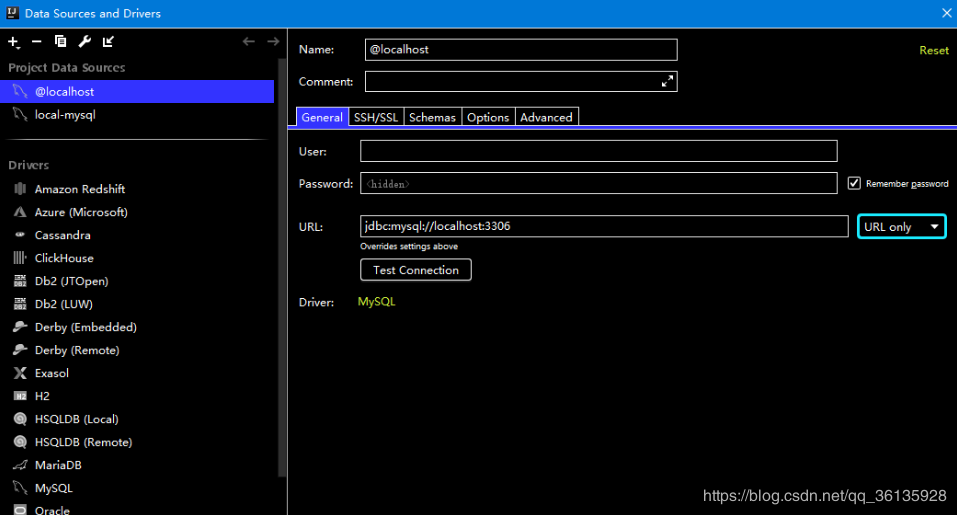 Data Sources and Drivers
Project Data Sources
@localhost
local-mysql
Drivers
Amazon Redshift
Azure (Microsoft)
Cassandra
ClickHouse
Db2 (JTOpen)
Db2 (LUW)
Derby (Embedded)
Derby (Remote)
Exasol
H2
HSQLDB (Local)
HSQLDB (Remote)
MariaDB
MySQL
Oracle
Name: @localhost Reset
Comment:
General SSH/SSL Schemas Options Advanced
User:
Password: <hidden> Remember password
URL: jdbc:mysql://localhost:3306 URL only
Overrides settings above
Test Connection
Driver: MySQL
https://blog.csdn.net/qq_36135928